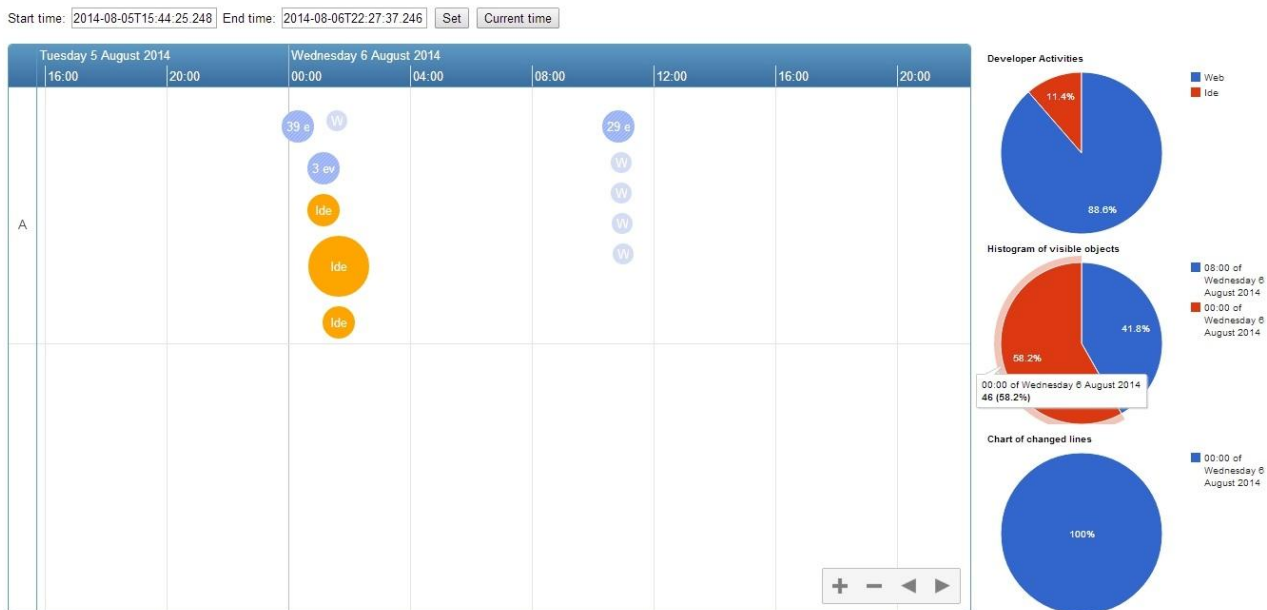 Start time: 2014-08-05T15:44:25.248 End time: 2014-08-06T22:27:37.246 Set Current time
Tuesday 5 August 2014 Wednesday 6 August 2014
16:00 20:00 00:00 04:00 08:00 12:00 16:00 20:00
39 e W 29 e
3 ev W
W
Ide
W
A
W
Ide
Ide
Developer Activities
Web
Ide
11.4%
88.6%
Histogram of visible objects
08:00 of
Wednesday 6
August 2014
00:00 of
Wednesday 6
August 2014
41.8%
58.2%
00:00 of Wednesday 6 August 2014
46 (58.2%)
Chart of changed lines
00:00 of
Wednesday 6
August 2014
100%